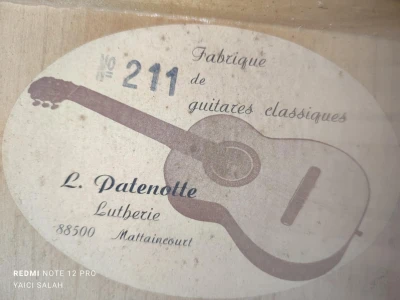 Fabrique
No 211
de
guitares classiques
L. Patenotte
Lutherie
88500 Mattaincourt
REDMI NOTE 12 PRO
YAICI SALAH